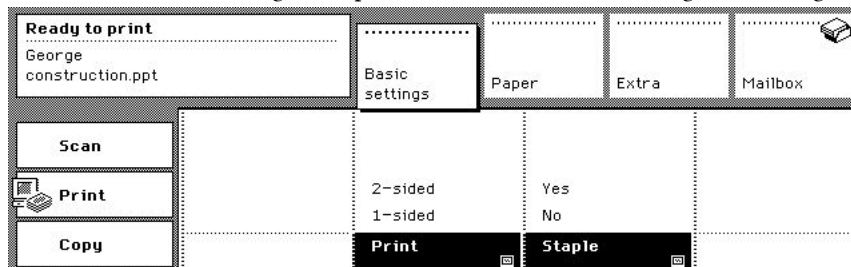 Ready to print
George
construction.ppt
Basic
settings
Paper
Extra
Mailbox
Scan
Print
Copy
2-sided
1-sided
Print
Yes
No
Staple